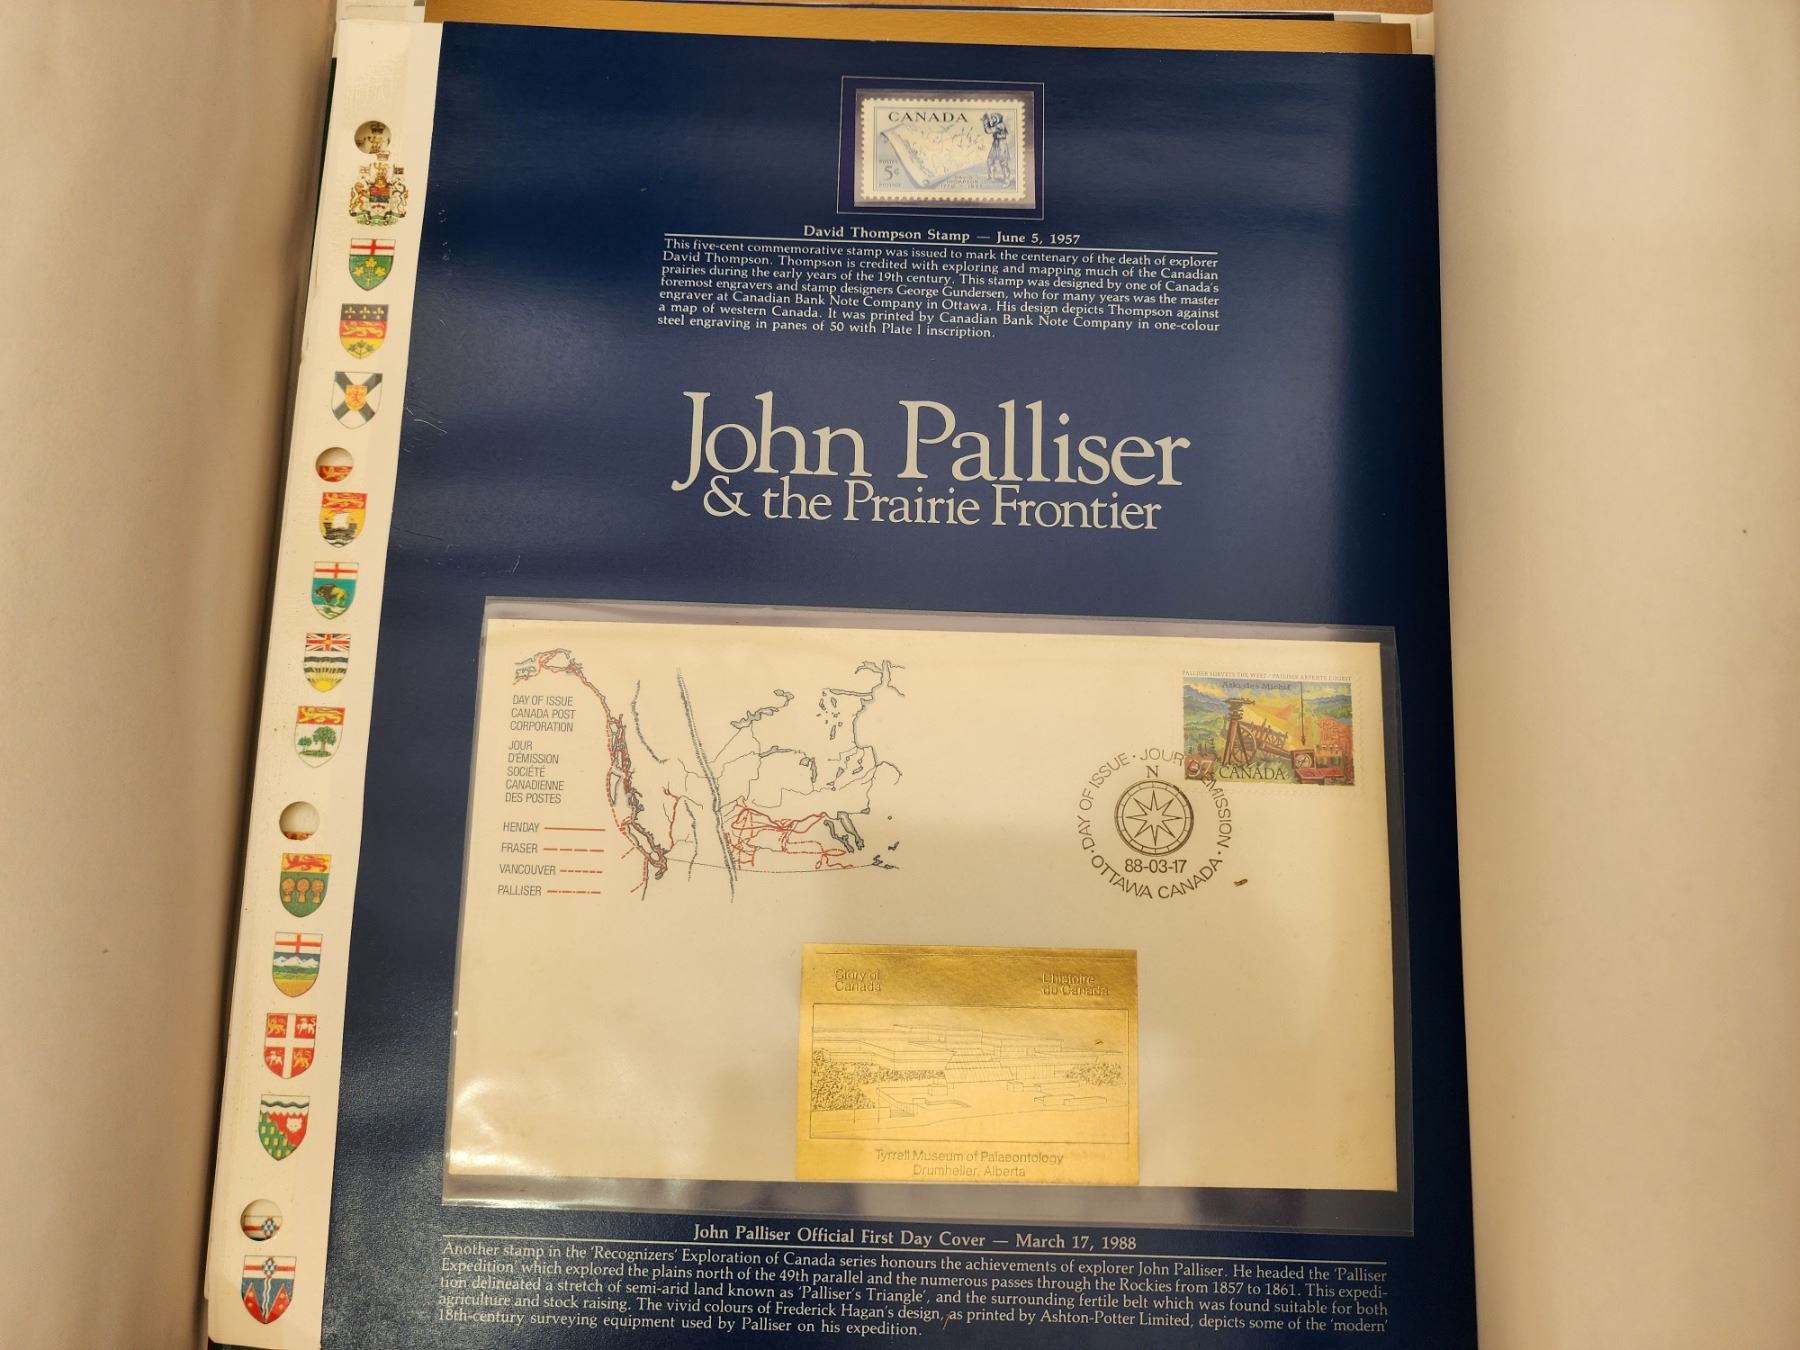 CANADA
POSTES
5¢
POSTAGE
DAVID
THOMPSON
David Thompson Stamp — June 5, 1957
This five-cent commemorative stamp was issued to mark the centenary of the death of explorer
David Thompson. Thompson is credited with exploring and mapping much of the Canadian
prairies during the early years of the 19th century. This stamp was designed by one of Canada's
foremost engravers and stamp designers George Gundersen, who for many years was the master
engraver at Canadian Bank Note Company in Ottawa. His design depicts Thompson against
a map of western Canada. It was printed by Canadian Bank Note Company in one-colour
steel engraving in panes of 50 with Plate 1 inscription.
John Palliser
& the Prairie Frontier
DAY OF ISSUE
CANADA POST
CORPORATION
JOUR
D'ÉMISSION
SOCIÉTÉ
CANADIENNE
DES POSTES
HENDAY
FRASER
VANCOUVER
PALLISER
PALLISER SURVEYS THE WEST / PALLISER ARPENTE L'OUEST
37 CANADA
DAY OF ISSUE • JOUR D'ÉMISSION • OTTAWA CANADA •
N
88-03-17
Story of
Canada
L'histoire
du Canada
Tyrrell Museum of Palaeontology
Drumheller, Alberta
John Palliser Official First Day Cover — March 17, 1988
Another stamp in the 'Recognizers' Exploration of Canada series honours the achievements of explorer John Palliser. He headed the 'Palliser
Expedition' which explored the plains north of the 49th parallel and the numerous passes through the Rockies from 1857 to 1861. This expedi-
tion delineated a stretch of semi-arid land known as 'Palliser's Triangle', and the surrounding fertile belt which was found suitable for both
agriculture and stock raising. The vivid colours of Frederick Hagan's design, as printed by Ashton-Potter Limited, depicts some of the 'modern'
18th-century surveying equipment used by Palliser on his expedition.